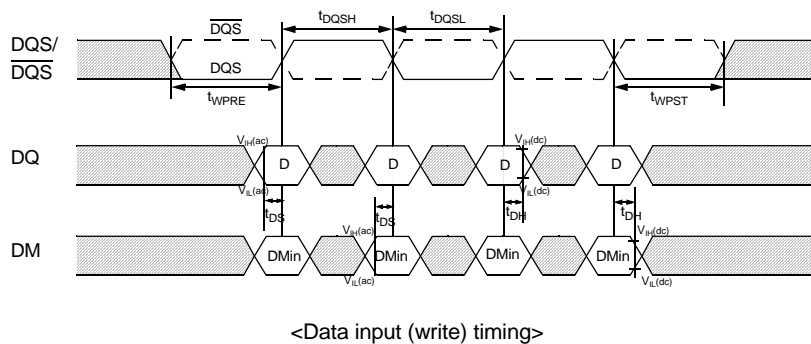 DQS
tDQSH
tDQSL
DQS/
DQS
DQS
tWPRE
tWPST
VIH(ac)
VIH(dc)
DQ
D
D
D
D
VIL(ac)
VIL(dc)
tDS
tDS
tDH
tDH
VIH(ac)
VIH(dc)
DM
DMin
DMin
DMin
DMin
VIL(ac)
VIL(dc)
<Data input (write) timing>